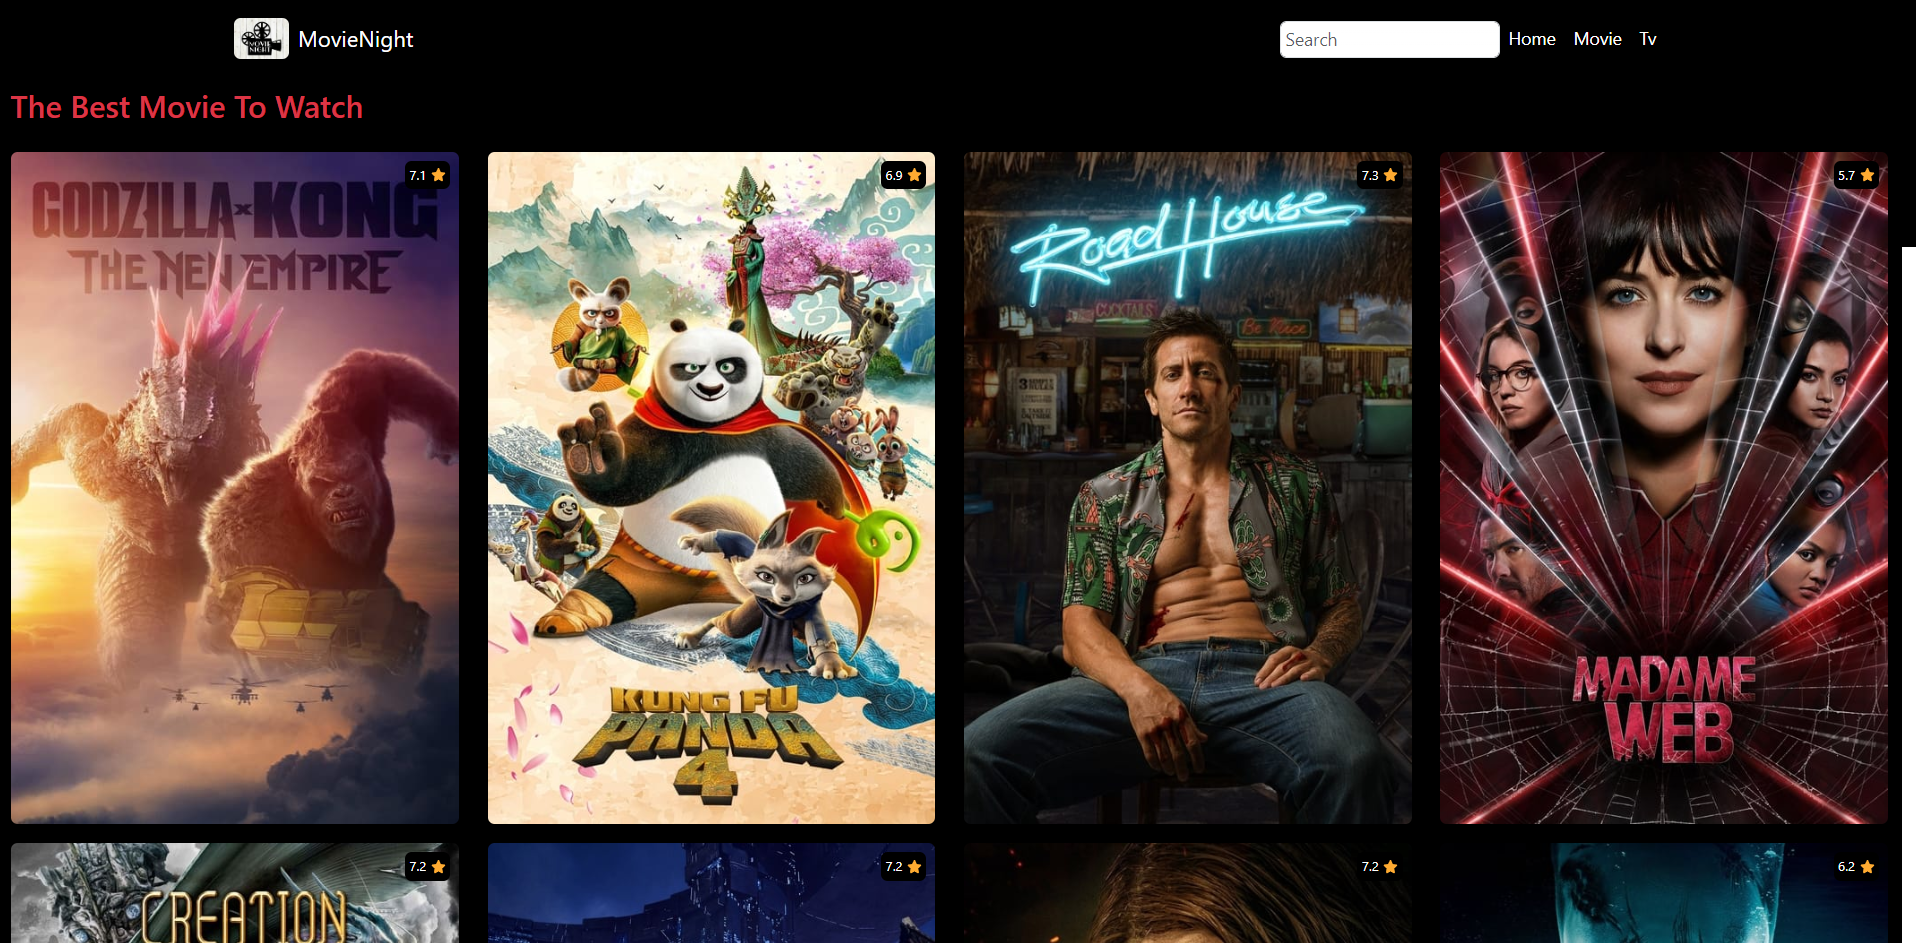 MOVIE
NIGHT
MovieNight
Search
Home
Movie
Tv
The Best Movie To Watch
7.1
GODZILLA x KONG
THE NEW EMPIRE
6.9
KUNG FU
PANDA
4
7.3
Road House
COCKTAILS
Be Nice
5.7
MADAME
WEB
7.2
CREATION
7.2
7.2
6.2